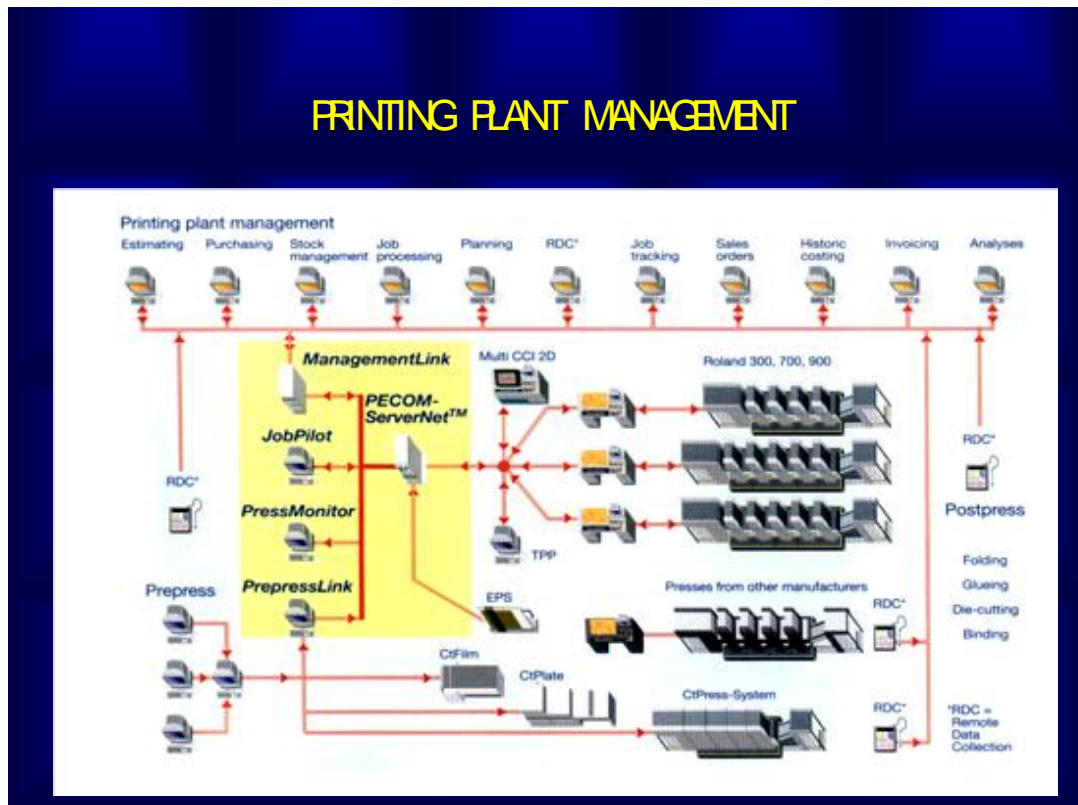 PRINTING PLANT MANAGEMENT
Printing plant management
Estimating
Purchasing
Stock
management
Job
processing
Planning
RDC*
Job
tracking
Sales
orders
Historic
costing
Invoicing
Analyses
ManagementLink
Multi CCI 2D
Roland 300, 700, 900
PECOM-
ServerNet™
JobPilot
RDC*
RDC*
PressMonitor
Postpress
TPP
Folding
Prepress
PrepressLink
EPS
Presses from other manufacturers
Glueing
RDC*
Die-cutting
Binding
CtFilm
CtPlate
CtPress-System
RDC*
*RDC =
Remote
Data
Collection